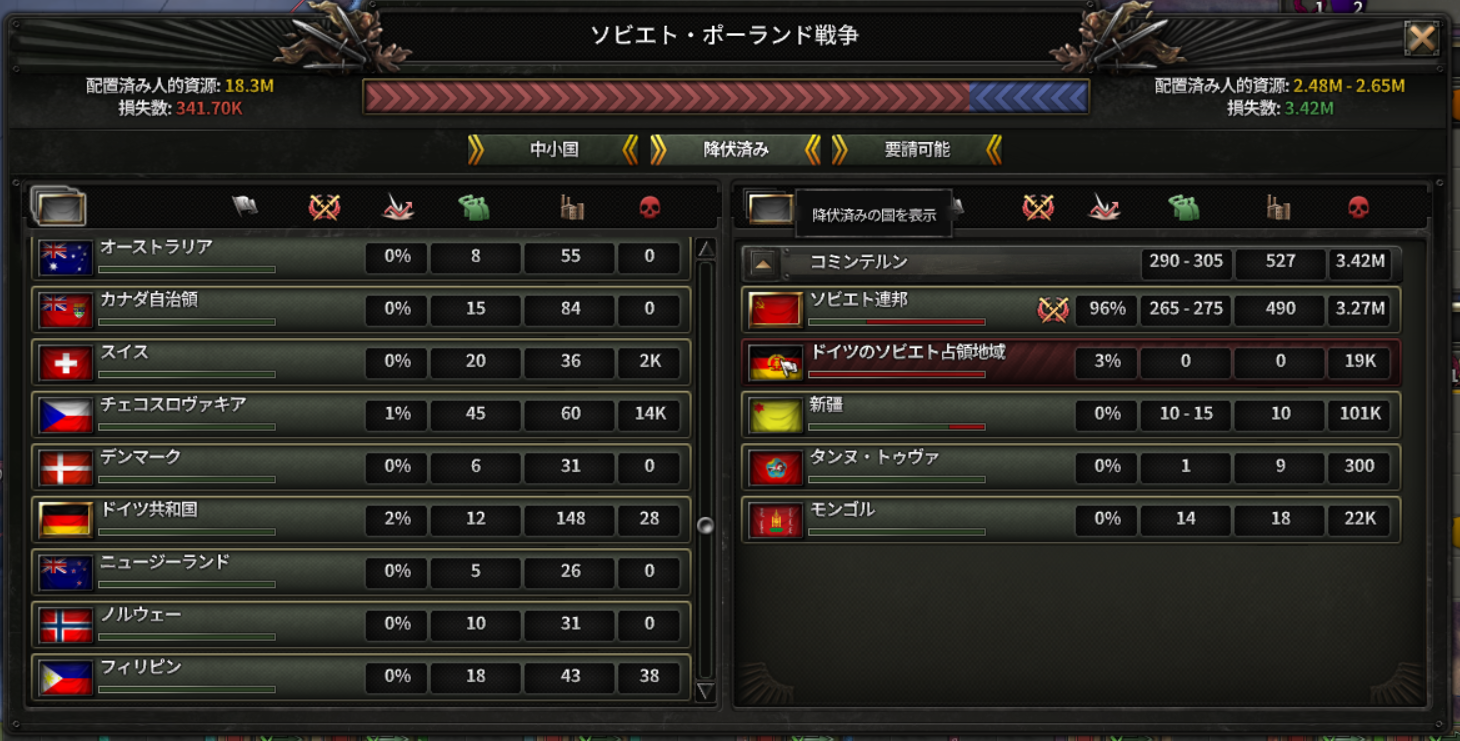 1 2
ソビエト・ポーランド戦争
配置済み人的資源: 18.3M
損失数: 341.70K
配置済み人的資源: 2.48M - 2.65M
損失数: 3.42M
中小国 降伏済み 要請可能
降伏済みの国を表示
オーストラリア 0% 8 55 0
カナダ自治領 0% 15 84 0
スイス 0% 20 36 2K
チェコスロヴァキア 1% 45 60 14K
デンマーク 0% 6 31 0
ドイツ共和国 2% 12 148 28
ニュージーランド 0% 5 26 0
ノルウェー 0% 10 31 0
フィリピン 0% 18 43 38
コミンテルン 290 - 305 527 3.42M
ソビエト連邦 96% 265 - 275 490 3.27M
ドイツのソビエト占領地域 3% 0 0 19K
新疆 0% 10 - 15 10 101K
タンヌ・トゥヴァ 0% 1 9 300
モンゴル 0% 14 18 22K